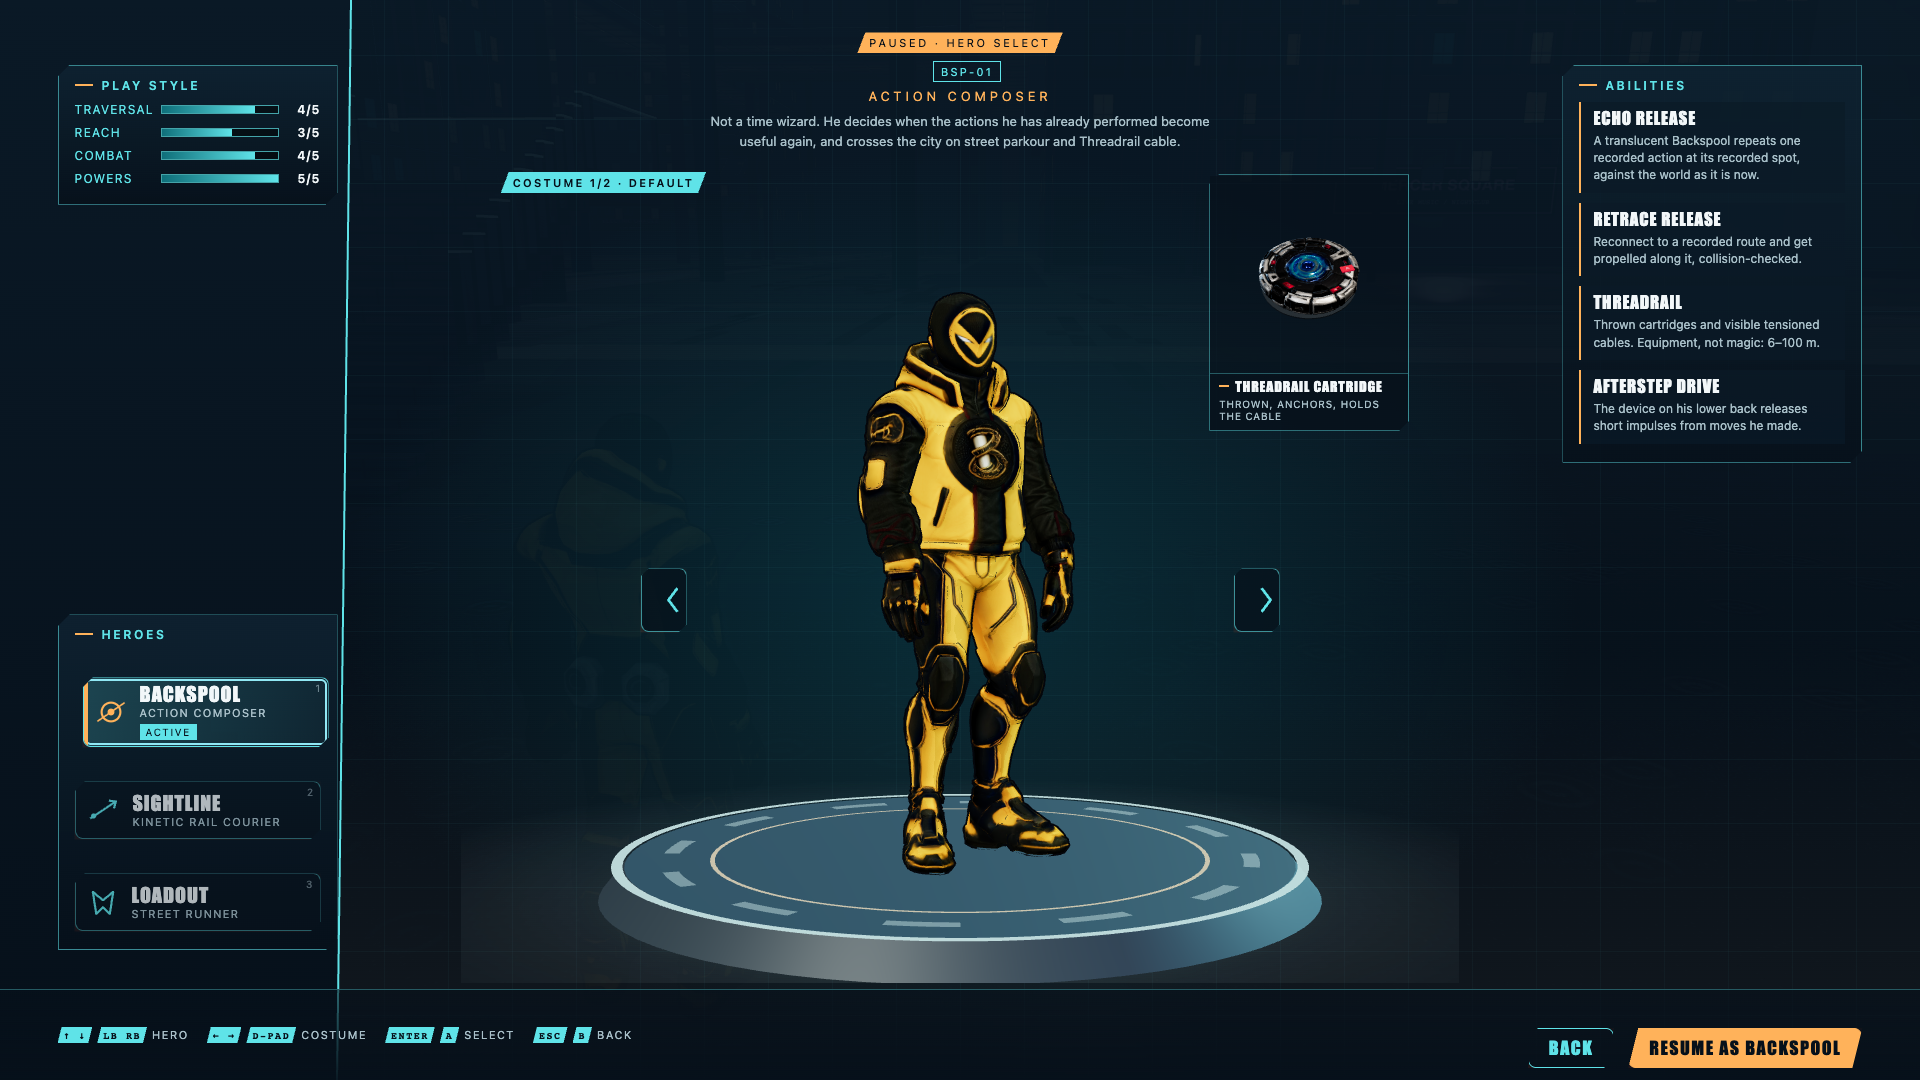 PAUSED · HERO SELECT
BSP-01
ACTION COMPOSER
Not a time wizard. He decides when the actions he has already performed become
useful again, and crosses the city on street parkour and Threadrail cable.
PLAY STYLE
TRAVERSAL 4/5
REACH 3/5
COMBAT 4/5
POWERS 5/5
COSTUME 1/2 · DEFAULT
THREADRAIL CARTRIDGE
THROWN, ANCHORS, HOLDS
THE CABLE
ABILITIES
ECHO RELEASE
A translucent Backspool repeats one
recorded action at its recorded spot,
against the world as it is now.
RETRACE RELEASE
Reconnect to a recorded route and get
propelled along it, collision-checked.
THREADRAIL
Thrown cartridges and visible tensioned
cables. Equipment, not magic: 6–100 m.
AFTERSTEP DRIVE
The device on his lower back releases
short impulses from moves he made.
HEROES
BACKSPOOL 1
ACTION COMPOSER
ACTIVE
SIGHTLINE 2
KINETIC RAIL COURIER
LOADOUT 3
STREET RUNNER
↑ ↓ LB RB HERO ← → D-PAD COSTUME ENTER A SELECT ESC B BACK
BACK
RESUME AS BACKSPOOL